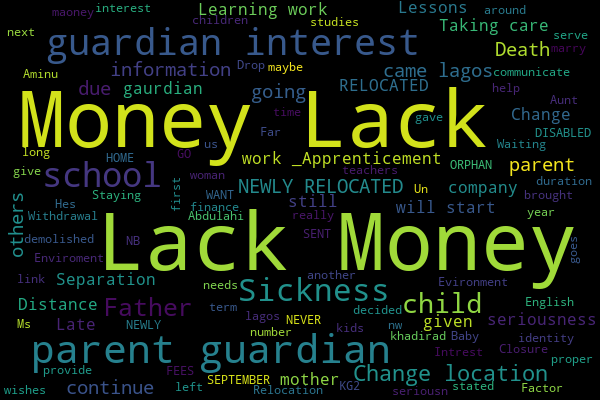 maoney interest Learning work Lessons around
next children studies Taking care serve
guardian interest Death marry
Aminu information Drop maybe came lagos communicate
due gaurdian going RELOCATED help Aunt
Money Lack
time gave Change
Far Waiting DISABLED
long HOME GO us work _Apprenticement ORPHAN parent
give school woman teachers duration
Staying first WANT NEWLY RELOCATED Un company brought
Hes finance still will start year
others Withdrawal Abdulahi really
demolished NB SENT goes
Lack Money
Enviroment another Evironment
link Separation needs Sickness decided English
Distance Father term NEVER child seriousness
Ms Late NEWLY lagos number kids nw given identity
parent guardian khadirad Baby Intrest Closure proper
provide FEES SEPTEMBER mother Change location
wishes continue left Relocation KG2 seriousn stated Factor